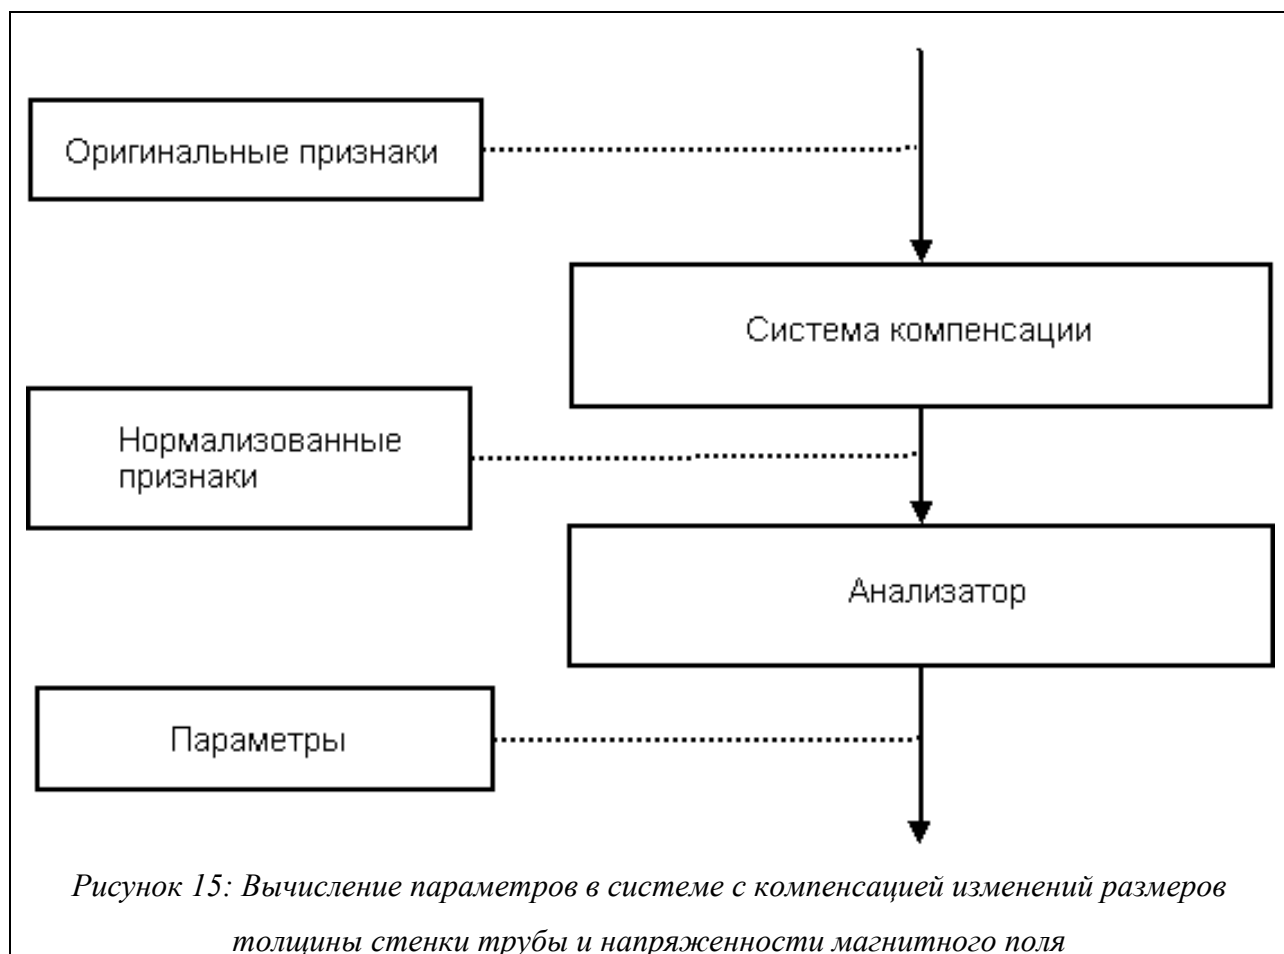 Оригинальные признаки
Система компенсации
Нормализованные
признаки
Анализатор
Параметры
Рисунок 15: Вычисление параметров в системе с компенсацией изменений размеров
толщины стенки трубы и напряженности магнитного поля